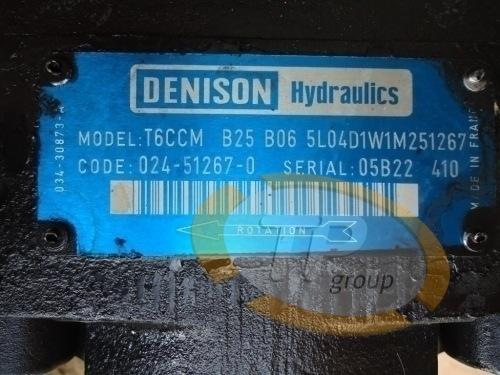 DENISON Hydraulics
MODEL:T6CCM B25 B06 5L04D1W1M251267
CODE: 024-51267-0 SERIAL: 05B22 410
ROTATION
034-30873-A
MADE IN FRANCE
TP group